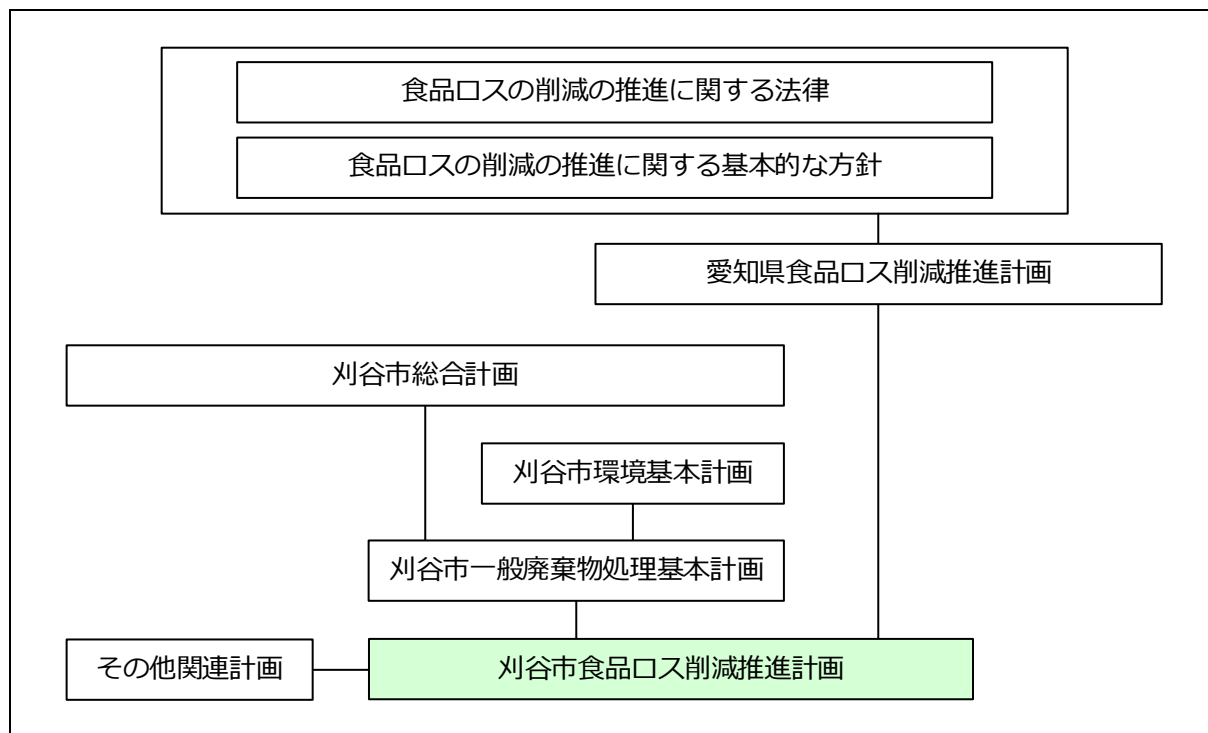 食品ロスの削減の推進に関する法律
食品ロスの削減の推進に関する基本的な方針
愛知県食品ロス削減推進計画
刈谷市総合計画
刈谷市環境基本計画
刈谷市一般廃棄物処理基本計画
その他関連計画
刈谷市食品ロス削減推進計画